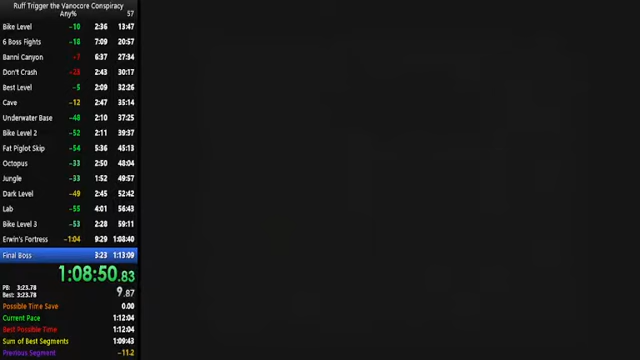 Ruff Trigger the Vanocore Conspiracy
Any% 57
Bike Level -10 2:36 13:47
6 Boss Fights -18 7:09 20:57
Banni Canyon -7 6:37 27:34
Don't Crash -23 2:43 30:17
Best Level -5 2:09 32:26
Cave -12 2:47 35:14
Underwater Base -48 2:10 37:25
Bike Level 2 -52 2:11 39:37
Fat Piglot Skip -54 5:36 45:13
Octopus -33 2:50 48:04
Jungle -33 1:52 49:57
Dark Level -49 2:45 52:42
Lab -55 4:01 56:43
Bike Level 3 -53 2:28 59:11
Erwin's Fortress -1:04 9:29 1:08:40
Final Boss 3:23 1:13:09
1:08:50.83
PB: 3:23.78
Best: 3:23.78
9.87
Possible Time Save 0.00
Current Pace 1:12:04
Best Possible Time 1:12:04
Sum of Best Segments 1:09:43
Previous Segment -11.2